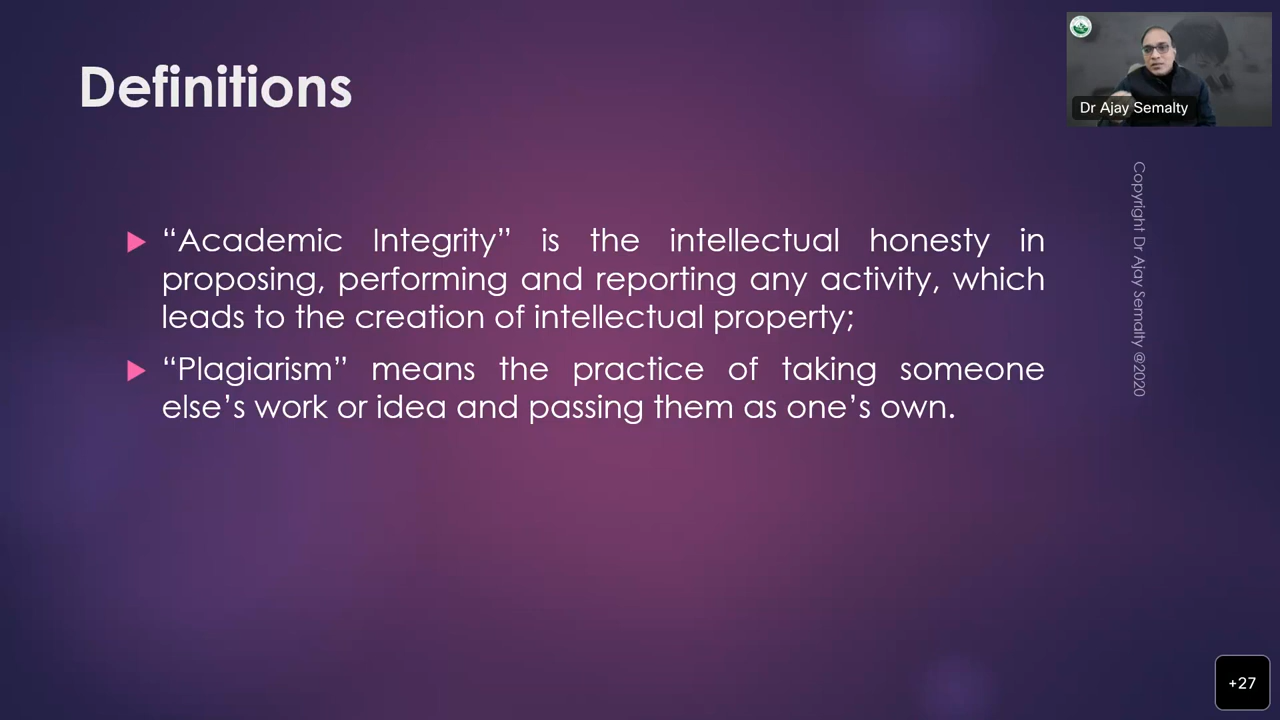 Definitions
Dr Ajay Semalty
“Academic Integrity” is the intellectual honesty in
proposing, performing and reporting any activity, which
leads to the creation of intellectual property;
“Plagiarism” means the practice of taking someone
else’s work or idea and passing them as one’s own.
Copyright Dr Ajay Semalty @2020
+27